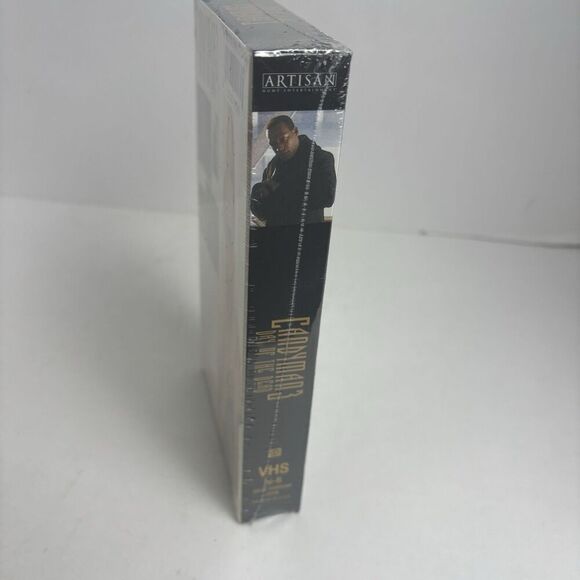 ARTISAN
HOME ENTERTAINMENT
CANDYMAN 3
DAY OF THE DEAD
VHS